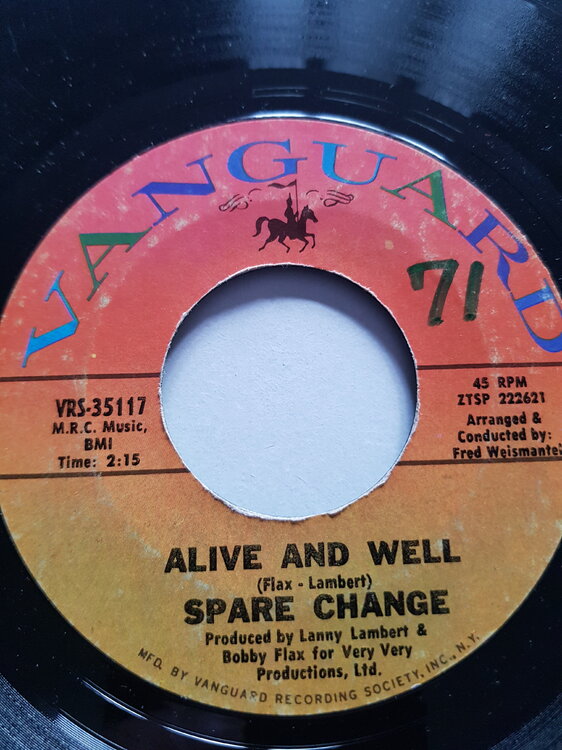 VANGUARD
71
VRS-35117
M.R.C. Music,
BMI
Time: 2:15
45 RPM
ZTSP 222621
Arranged &
Conducted by:
Fred Weismantel
ALIVE AND WELL
(Flax - Lambert)
SPARE CHANGE
Produced by Lanny Lambert &
Bobby Flax for Very Very
Productions, Ltd.
MFD. BY VANGUARD RECORDING SOCIETY, INC., N.Y.